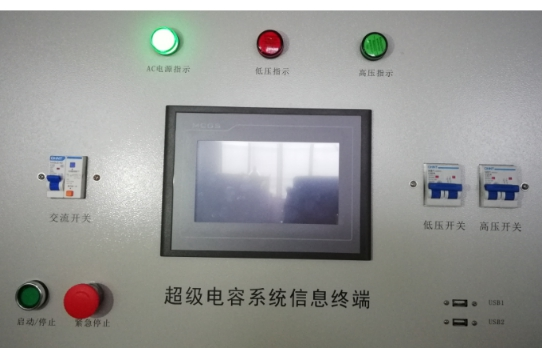 AC电源指示
低压指示
高压指示
交流开关
低压开关
高压开关
超级电容系统信息终端
启动/停止
紧急停止
USB1
USB2